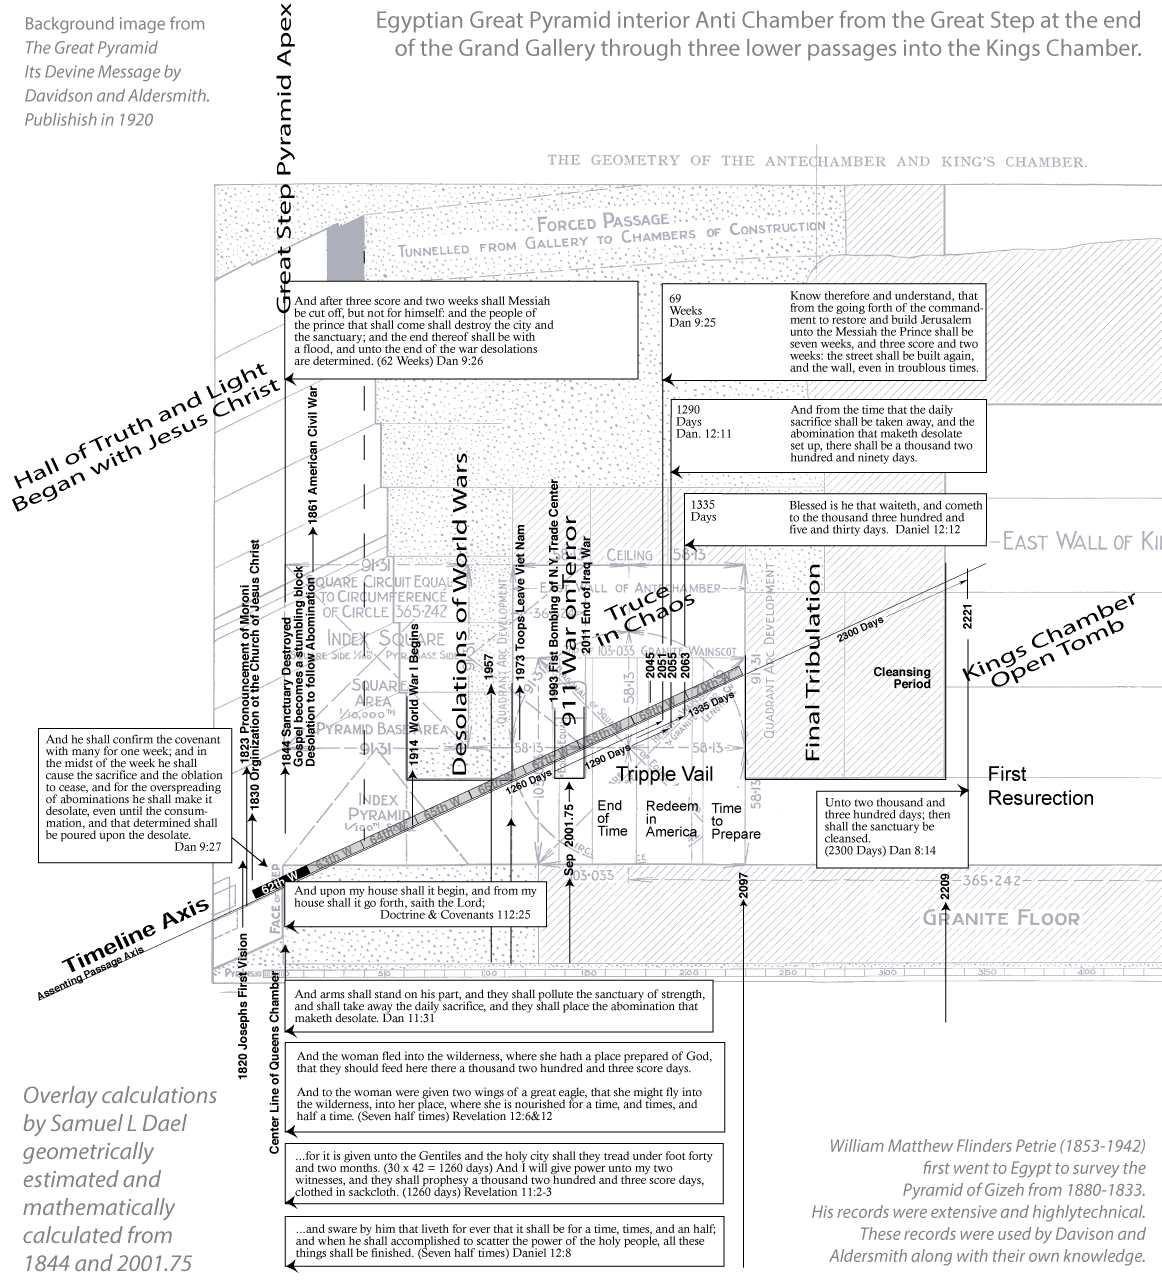 Background image from
The Great Pyramid
Its Devine Message by
Davidson and Aldersmith.
Publishish in 1920
Egyptian Great Pyramid interior Anti Chamber from the Great Step at the end
of the Grand Gallery through three lower passages into the Kings Chamber.
Great Step Pyramid Apex
THE GEOMETRY OF THE ANTECHAMBER AND KING'S CHAMBER.
FORCED PASSAGE
TUNNELLED FROM GALLERY TO CHAMBERS OF CONSTRUCTION
And after three score and two weeks shall Messiah
be cut off, but not for himself: and the people of
the prince that shall come shall destroy the city and
the sanctuary; and the end thereof shall be with
a flood, and unto the end of the war desolations
are determined. (62 Weeks) Dan 9:26
69
Weeks
Dan 9:25
Know therefore and understand, that
from the going forth of the command-
ment to restore and build Jerusalem
unto the Messiah the Prince shall be
seven weeks, and three score and two
weeks: the street shall be built again,
and the wall, even in troublous times.
1290
Days
Dan. 12:11
And from the time that the daily
sacrifice shall be taken away, and the
abomination that maketh desolate
set up, there shall be a thousand two
hundred and ninety days.
1335
Days
Blessed is he that waiteth, and cometh
to the thousand three hundred and
five and thirty days.  Daniel 12:12
Hall of Truth and Light
Began with Jesus Christ
1861 American Civil War
1823 Pronouncement of Moroni
1830 Orginization of the Church of Jesus Christ
1844 Sanctuary Destroyed
Gospel becomes a stumbling block
Desolation to follow Abomination
1914  World War I Begins
Desolations of World Wars
1957
1973 Toops Leave Viet Nam
1993 Fist Bombing of N.Y. Trade Center
911 War on Terror
2011 End of Iraq War
Truce
in Chaos
2045
2051
2055
2063
Final Tribulation
2300 Days
Cleansing
Period
2221
Kings Chamber
Open Tomb
EAST WALL OF KI
CEILING
58·13
91·31
SQUARE CIRCUIT EQUAL
TO CIRCUMFERENCE
OF CIRCLE 365·242
INDEX SQUARE
SQUARE
AREA
1/10,000TH
PYRAMID BASE AREA
91·31
INDEX
PYRAMID
EAST WALL OF ANTECHAMBER
103·033 GRANITE WAINSCOT
QUADRANT ARC DEVELOPMENT
QUADRANT ARC DEVELOPMENT
91·31
58·13
58·13
58·13
58·13
And he shall confirm the covenant
with many for one week; and in
the midst of the week he shall
cause the sacrifice and the oblation
to cease, and for the overspreading
of abominations he shall make it
desolate, even until the consum-
mation, and that determined shall
be poured upon the desolate.
Dan 9:27
62th W
63th W
64th W
65th W
66th W
67th W
68th W
69th W
70th W
1260 Days
1290 Days
1335 Days
Tripple Vail
End
of
Time
Redeem
in
America
Time
to
Prepare
First
Resurection
Unto two thousand and
three hundred days; then
shall the sanctuary be
cleansed.
(2300 Days) Dan 8:14
Sep  2001.75
2097
2209
103·033
365·242
GRANITE FLOOR
And upon my house shall it begin, and from my
house shall it go forth, saith the Lord;
Doctrine & Covenants 112:25
Timeline Axis
Assenting Passage Axis
1820 Josephs First Vision
Center Line of Queens Chamber
50
100
150
200
250
300
350
400
And arms shall stand on his part, and they shall pollute the sanctuary of strength,
and shall take away the daily sacrifice, and they shall place the abomination that
maketh desolate. Dan 11:31
And the woman fled into the wilderness, where she hath a place prepared of God,
that they should feed here there a thousand two hundred and three score days.
And to the woman were given two wings of a great eagle, that she might fly into
the wilderness, into her place, where she is nourished for a time, and times, and
half a time. (Seven half times) Revelation 12:6&12
...for it is given unto the Gentiles and the holy city shall they tread under foot forty
and two months. (30 x 42 = 1260 days) And I will give power unto my two
witnesses, and they shall prophesy a thousand two hundred and three score days,
clothed in sackcloth. (1260 days) Revelation 11:2-3
...and sware by him that liveth for ever that it shall be for a time, times, and an half;
and when he shall accomplished to scatter the power of the holy people, all these
things shall be finished. (Seven half times) Daniel 12:8
Overlay calculations
by Samuel L Dael
geometrically
estimated and
mathematically
calculated from
1844 and 2001.75
William Matthew Flinders Petrie (1853-1942)
first went to Egypt to survey the
Pyramid of Gizeh from 1880-1833.
His records were extensive and highlytechnical.
These records were used by Davison and
Aldersmith along with their own knowledge.